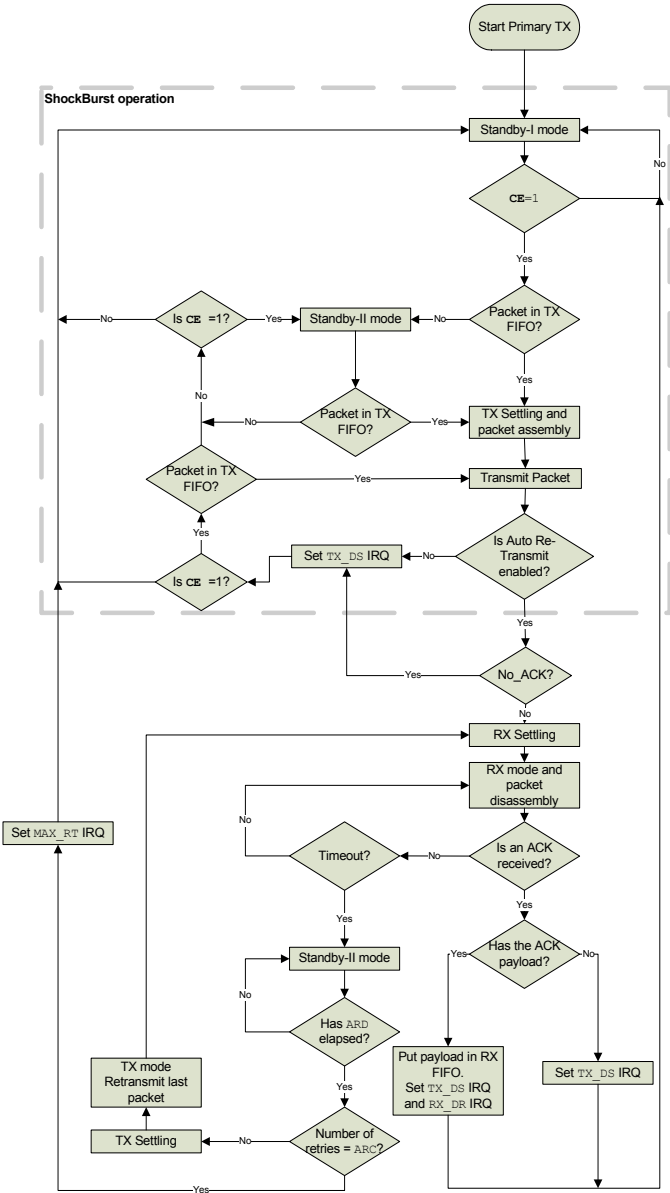 Start Primary TX
ShockBurst operation
Standby-I mode
No
CE=1
Yes
Is CE =1?
No
Yes
Standby-II mode
No
Packet in TX
FIFO?
Yes
No
Packet in TX
FIFO?
No
Yes
TX Settling and
packet assembly
Packet in TX
FIFO?
Yes
Transmit Packet
Yes
Is CE =1?
Set TX_DS IRQ
No
Is Auto Re-
Transmit
enabled?
Yes
No_ACK?
Yes
No
RX Settling
RX mode and
packet
disassembly
No
Set MAX_RT IRQ
Timeout?
No
Is an ACK
received?
Yes
Yes
Standby-II mode
No
Has the ACK
payload?
Yes
No
Has ARD
elapsed?
Yes
TX mode
Retransmit last
packet
Put payload in RX
FIFO.
Set TX_DS IRQ
and RX_DR IRQ
Set TX_DS IRQ
TX Settling
No
Number of
retries = ARC?
Yes